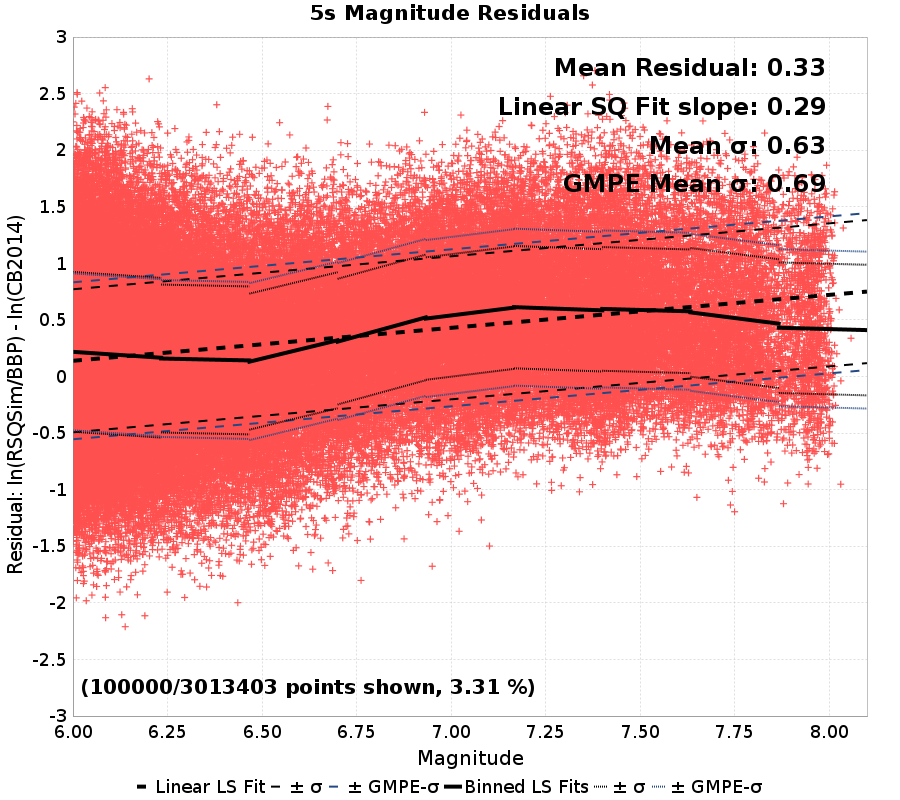 5s Magnitude Residuals
Mean Residual: 0.33
Linear SQ Fit slope: 0.29
Mean σ: 0.63
GMPE Mean σ: 0.69
Residual: ln(RSQSim/BBP) - ln(CB2014)
3
2.5
2
1.5
1
0.5
0
-0.5
-1
-1.5
-2
-2.5
-3
(100000/3013403 points shown, 3.31 %)
6.00 6.25 6.50 6.75 7.00 7.25 7.50 7.75 8.00
Magnitude
Linear LS Fit ± σ ± GMPE-σ Binned LS Fits ± σ ± GMPE-σ